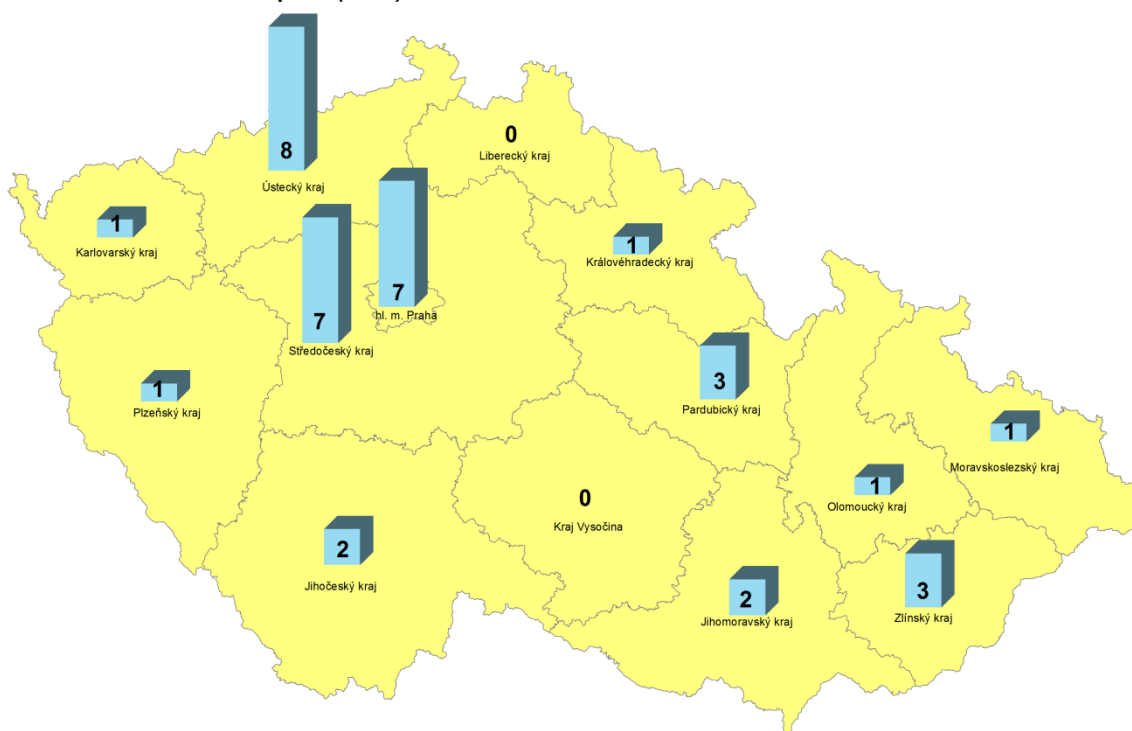 8
Ústecký kraj
0
Liberecký kraj
1
Karlovarský kraj
7
hl. m. Praha
1
Královéhradecký kraj
7
Středočeský kraj
1
Plzeňský kraj
3
Pardubický kraj
1
Moravskoslezský kraj
1
Olomoucký kraj
0
Kraj Vysočina
2
Jihočeský kraj
2
Jihomoravský kraj
3
Zlínský kraj